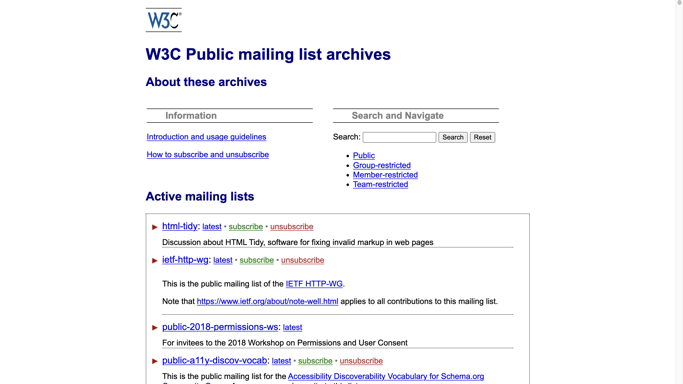 W3C
W3C Public mailing list archives
About these archives
Information
Introduction and usage guidelines
How to subscribe and unsubscribe
Search and Navigate
Search: Search Reset
• Public
• Group-restricted
• Member-restricted
• Team-restricted
Active mailing lists
► html-tidy: latest • subscribe • unsubscribe
Discussion about HTML Tidy, software for fixing invalid markup in web pages
► ietf-http-wg: latest • subscribe • unsubscribe
This is the public mailing list of the IETF HTTP-WG.
Note that https://www.ietf.org/about/note-well.html applies to all contributions to this mailing list.
► public-2018-permissions-ws: latest
For invitees to the 2018 Workshop on Permissions and User Consent
► public-a11y-discov-vocab: latest • subscribe • unsubscribe
This is the public mailing list for the Accessibility Discoverability Vocabulary for Schema.org